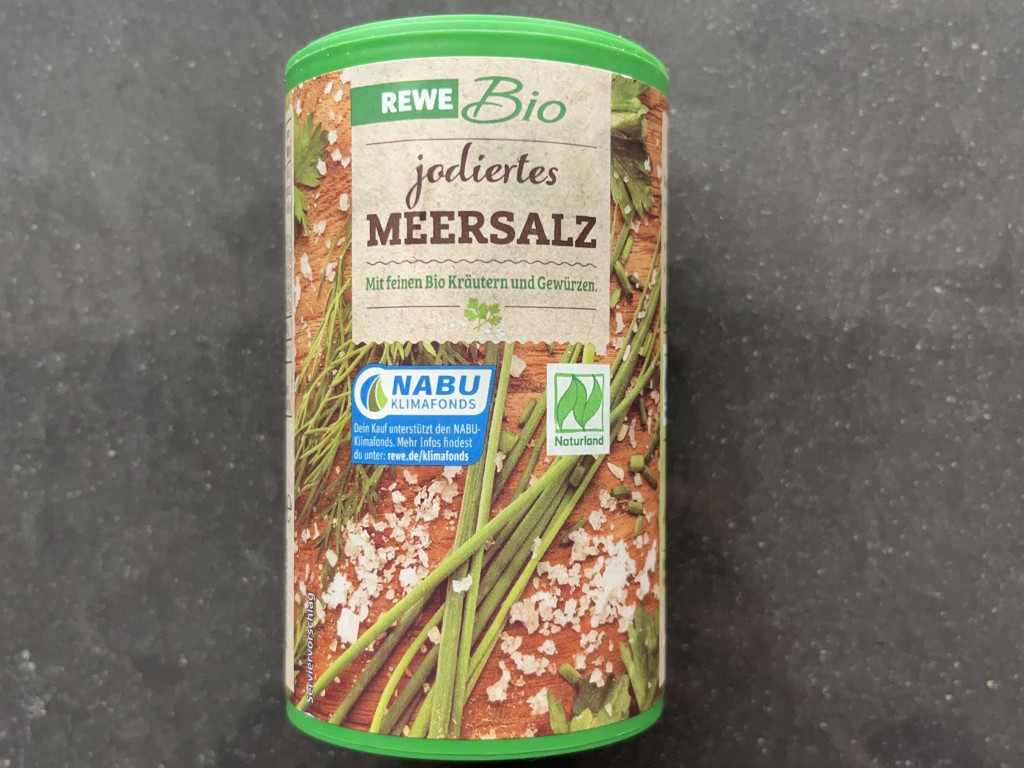 REWE Bio
jodiertes
MEERSALZ
Mit feinen Bio Kräutern und Gewürzen.
NABU
KLIMAFONDS
Dein Kauf unterstützt den NABU-
Klimafonds. Mehr Infos findest
du unter: rewe.de/klimafonds
Naturland
serviervorschlag